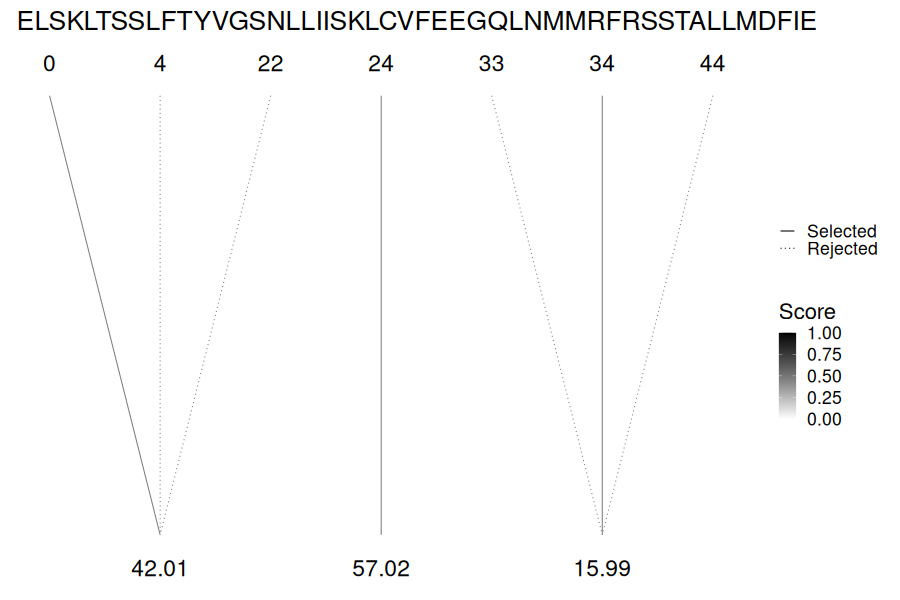 ELSKLTSSLFTYVGSNLLIISKLCVFEEGQLNMMRFRSSTALLMDFIE
0 4 22 24 33 34 44
Selected
Rejected
Score
1.00
0.75
0.50
0.25
0.00
42.01 57.02 15.99